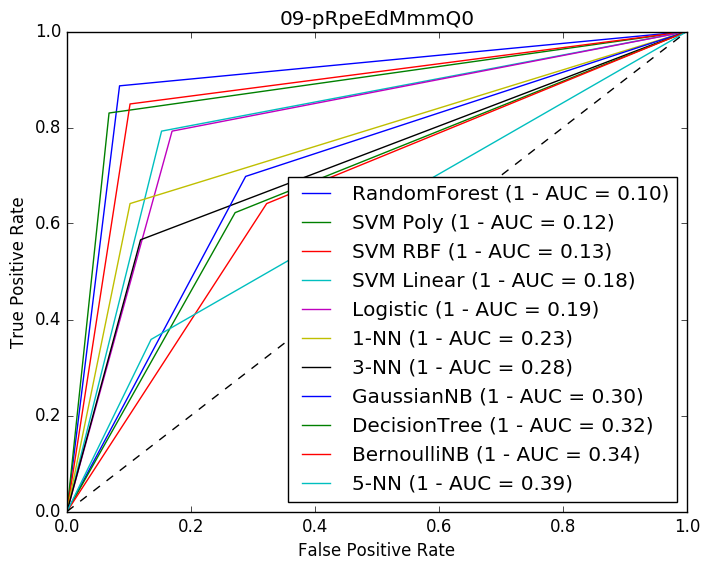 09-pRpeEdMmmQ0
1.0
0.8
0.6
0.4
0.2
0.0
True Positive Rate
RandomForest (1 - AUC = 0.10)
SVM Poly (1 - AUC = 0.12)
SVM RBF (1 - AUC = 0.13)
SVM Linear (1 - AUC = 0.18)
Logistic (1 - AUC = 0.19)
1-NN (1 - AUC = 0.23)
3-NN (1 - AUC = 0.28)
GaussianNB (1 - AUC = 0.30)
DecisionTree (1 - AUC = 0.32)
BernoulliNB (1 - AUC = 0.34)
5-NN (1 - AUC = 0.39)
0.0 0.2 0.4 0.6 0.8 1.0
False Positive Rate